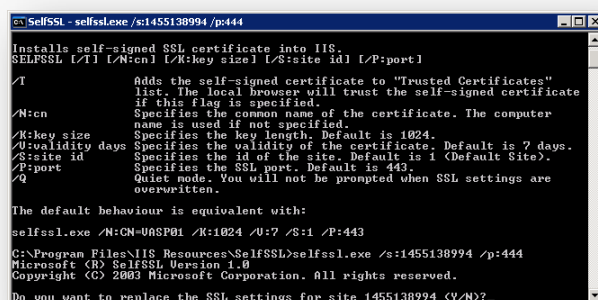 SelfSSL - selfssl.exe /s:1455138994 /p:444
Installs self-signed SSL certificate into IIS.
SELFSSL [/T] [/N:cn] [/K:key size] [/S:site id] [/P:port]
/T Adds the self-signed certificate to "Trusted Certificates"
list. The local browser will trust the self-signed certificate
if this flag is specified.
/N:cn Specifies the common name of the certificate. The computer
name is used if not specified.
/K:key size Specifies the key length. Default is 1024.
/V:validity days Specifies the validity of the certificate. Default is 7 days.
/S:site id Specifies the id of the site. Default is 1 (Default Site).
/P:port Specifies the SSL port. Default is 443.
/Q Quiet mode. You will not be prompted when SSL settings are
overwritten.
The default behaviour is equivalent with:
selfssl.exe /N:CN=VASP01 /K:1024 /V:7 /S:1 /P:443
C:\Program Files\IIS Resources\SelfSSL>selfssl.exe /s:1455138994 /p:444
Microsoft (R) SelfSSL Version 1.0
Copyright (C) 2003 Microsoft Corporation. All rights reserved.
Do you want to replace the SSL settings for site 1455138994 (Y/N)?